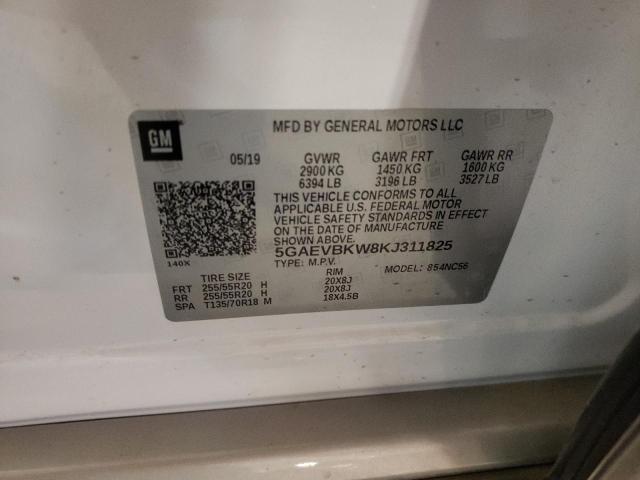 GM
MFD BY GENERAL MOTORS LLC
05/19 GVWR GAWR FRT GAWR RR
2900 KG 1450 KG 1600 KG
6394 LB 3196 LB 3527 LB
THIS VEHICLE CONFORMS TO ALL
APPLICABLE U.S. FEDERAL MOTOR
VEHICLE SAFETY STANDARDS IN EFFECT
ON THE DATE OF MANUFACTURE
SHOWN ABOVE.
5GAEVBKW8KJ311825
140X TYPE: M.P.V. MODEL: 854NC56
TIRE SIZE RIM
FRT 255/55R20 H 20X8J
RR 255/55R20 H 20X8J
SPA T135/70R18 M 18X4.5B